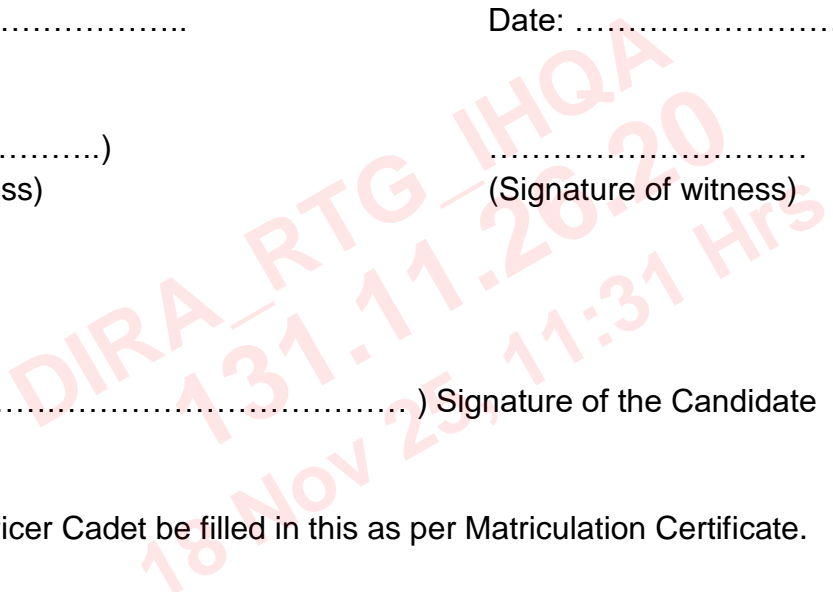 ……………….. Date: ………………………
………..) …………………………
ss) (Signature of witness)
DIRA_RTG_IHQA
131.11.26.20
18 Nov 25, 11:31 Hrs
…………………………………… ) Signature of the Candidate
icer Cadet be filled in this as per Matriculation Certificate.